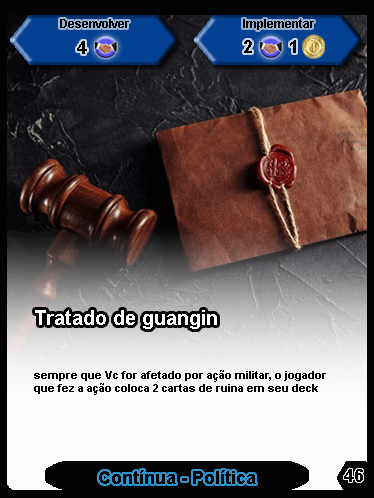 Desenvolver
4
Implementar
2 1
Tratado de guangin
sempre que Vc for afetado por ação militar, o jogador
que fez a ação coloca 2 cartas de ruina em seu deck
Contínua - Política
46